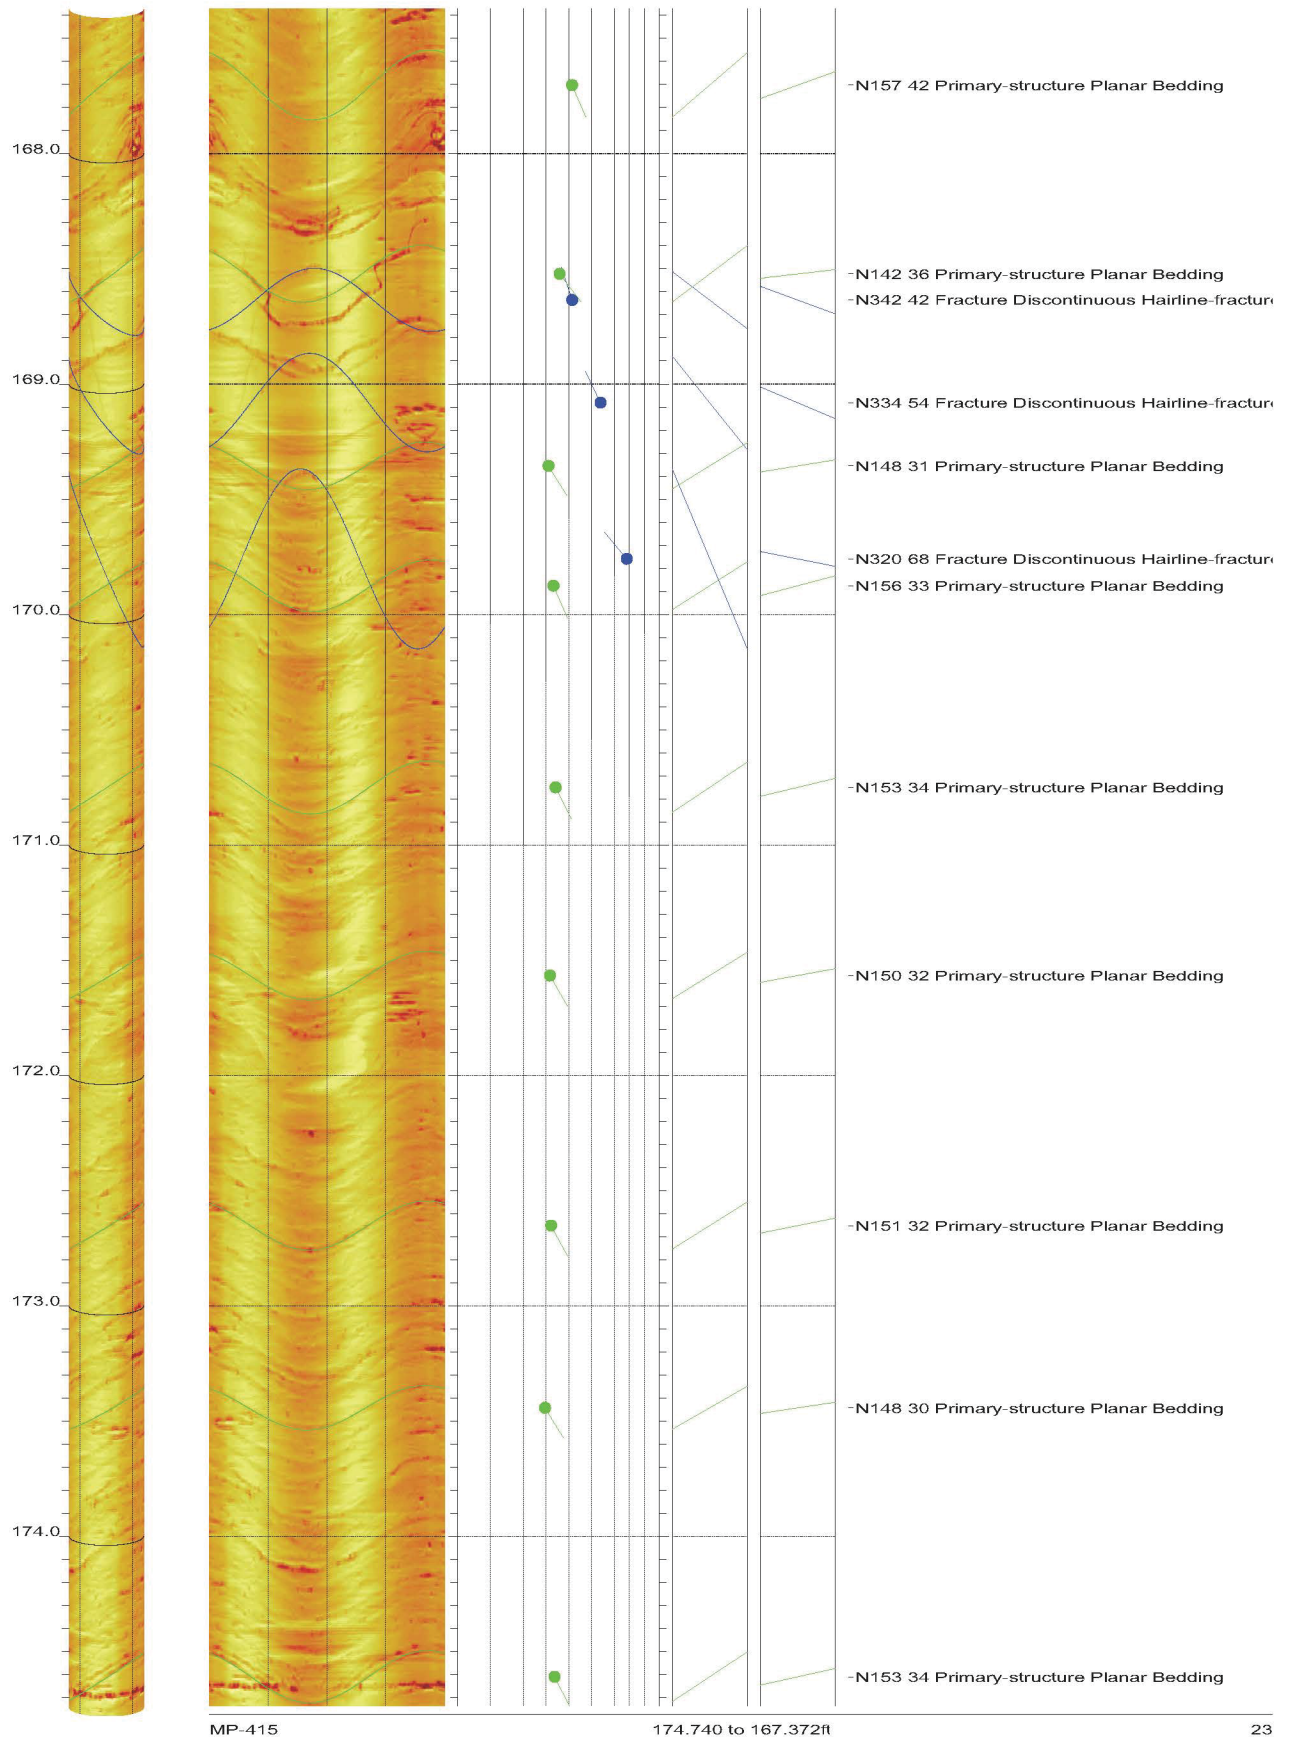 -N157 42 Primary-structure Planar Bedding
168.0
-N142 36 Primary-structure Planar Bedding
-N342 42 Fracture Discontinuous Hairline-fracture
169.0
-N334 54 Fracture Discontinuous Hairline-fracture
-N148 31 Primary-structure Planar Bedding
-N320 68 Fracture Discontinuous Hairline-fracture
-N156 33 Primary-structure Planar Bedding
170.0
-N153 34 Primary-structure Planar Bedding
171.0
-N150 32 Primary-structure Planar Bedding
172.0
-N151 32 Primary-structure Planar Bedding
173.0
-N148 30 Primary-structure Planar Bedding
174.0
-N153 34 Primary-structure Planar Bedding
MP-415 174.740 to 167.372ft 23